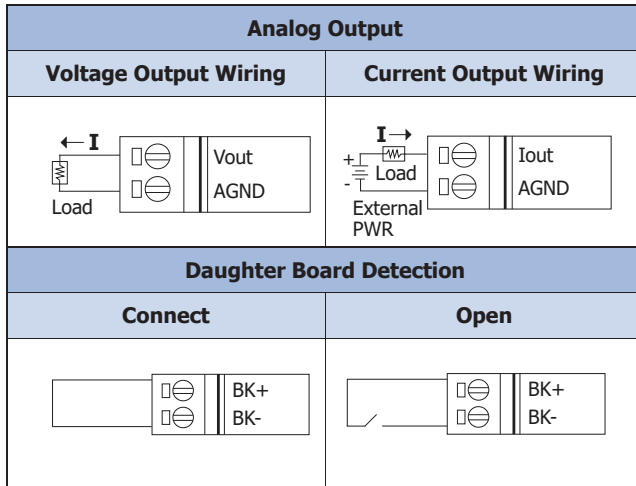 Analog Output
Voltage Output Wiring
Current Output Wiring
← I
Vout
AGND
Load
I→
+
-
Load
External
PWR
Iout
AGND
Daughter Board Detection
Connect
Open
BK+
BK-
BK+
BK-